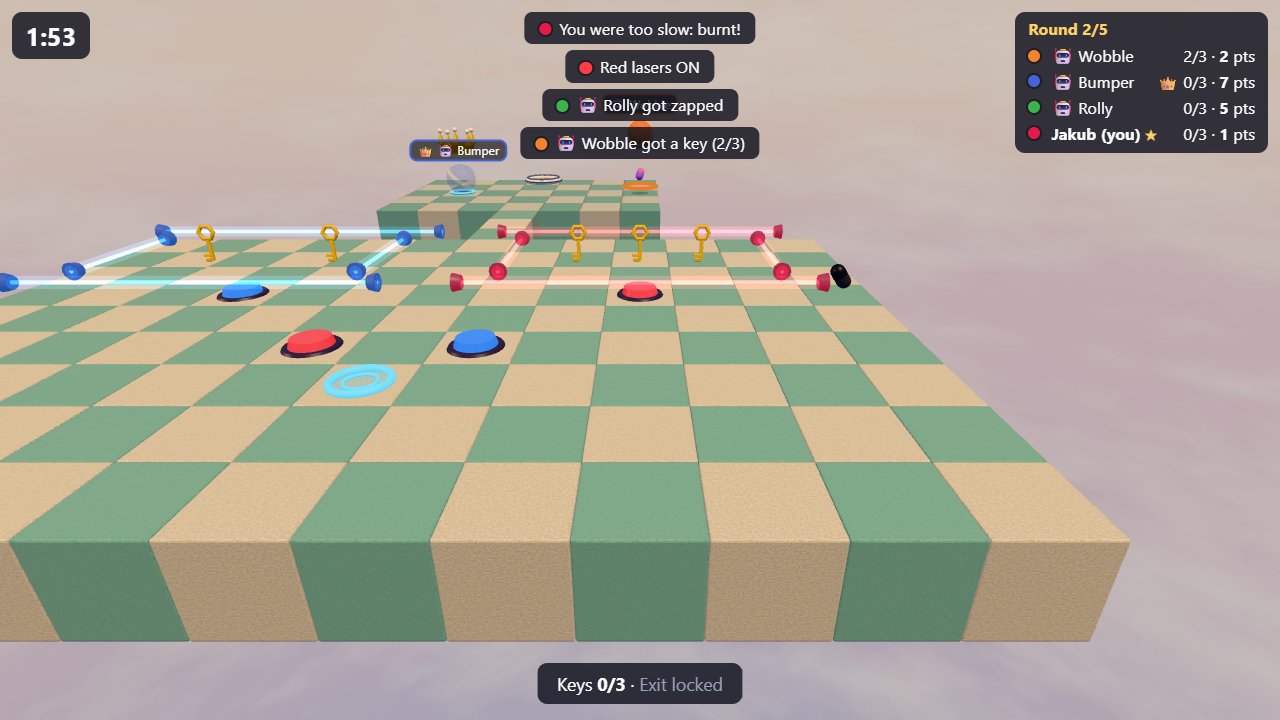 1:53
You were too slow: burnt!
Red lasers ON
Rolly got zapped
Wobble got a key (2/3)
Bumper
Round 2/5
Wobble 2/3 · 2 pts
Bumper 0/3 · 7 pts
Rolly 0/3 · 5 pts
Jakub (you) 0/3 · 1 pts
Keys 0/3 · Exit locked